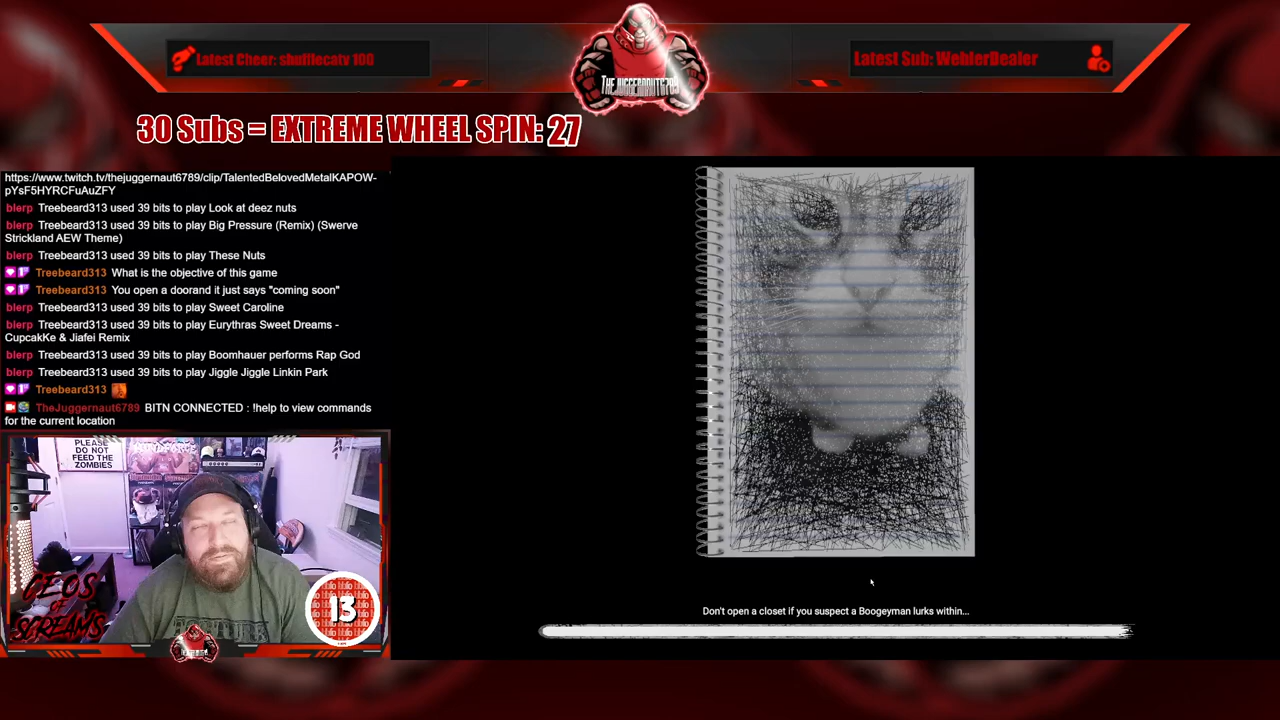 Latest Cheer: sbufflecatv 100
THEJUGGERNAUT6789
Latest Sub: WehlerDealer
30 Subs = EXTREME WHEEL SPIN: 27
https://www.twitch.tv/thejuggernaut6789/clip/TalentedBelovedMetalKAPOW-
pYsF5HYRCFuAuZFY
blerp Treebeard313 used 39 bits to play Look at deez nuts
blerp Treebeard313 used 39 bits to play Big Pressure (Remix) (Swerve
Strickland AEW Theme)
blerp Treebeard313 used 39 bits to play These Nuts
Treebeard313 What is the objective of this game
Treebeard313 You open a doorand it just says "coming soon"
blerp Treebeard313 used 39 bits to play Sweet Caroline
blerp Treebeard313 used 39 bits to play Eurythras Sweet Dreams -
CupcakKe & Jiafei Remix
blerp Treebeard313 used 39 bits to play Boomhauer performs Rap God
blerp Treebeard313 used 39 bits to play Jiggle Jiggle Linkin Park
Treebeard313
TheJuggernaut6789 BITN CONNECTED : !help to view commands
for the current location
PLEASE
DO NOT
FEED THE
ZOMBIES
CEOS
OF
SCREAMS
13
Don't open a closet if you suspect a Boogeyman lurks within...